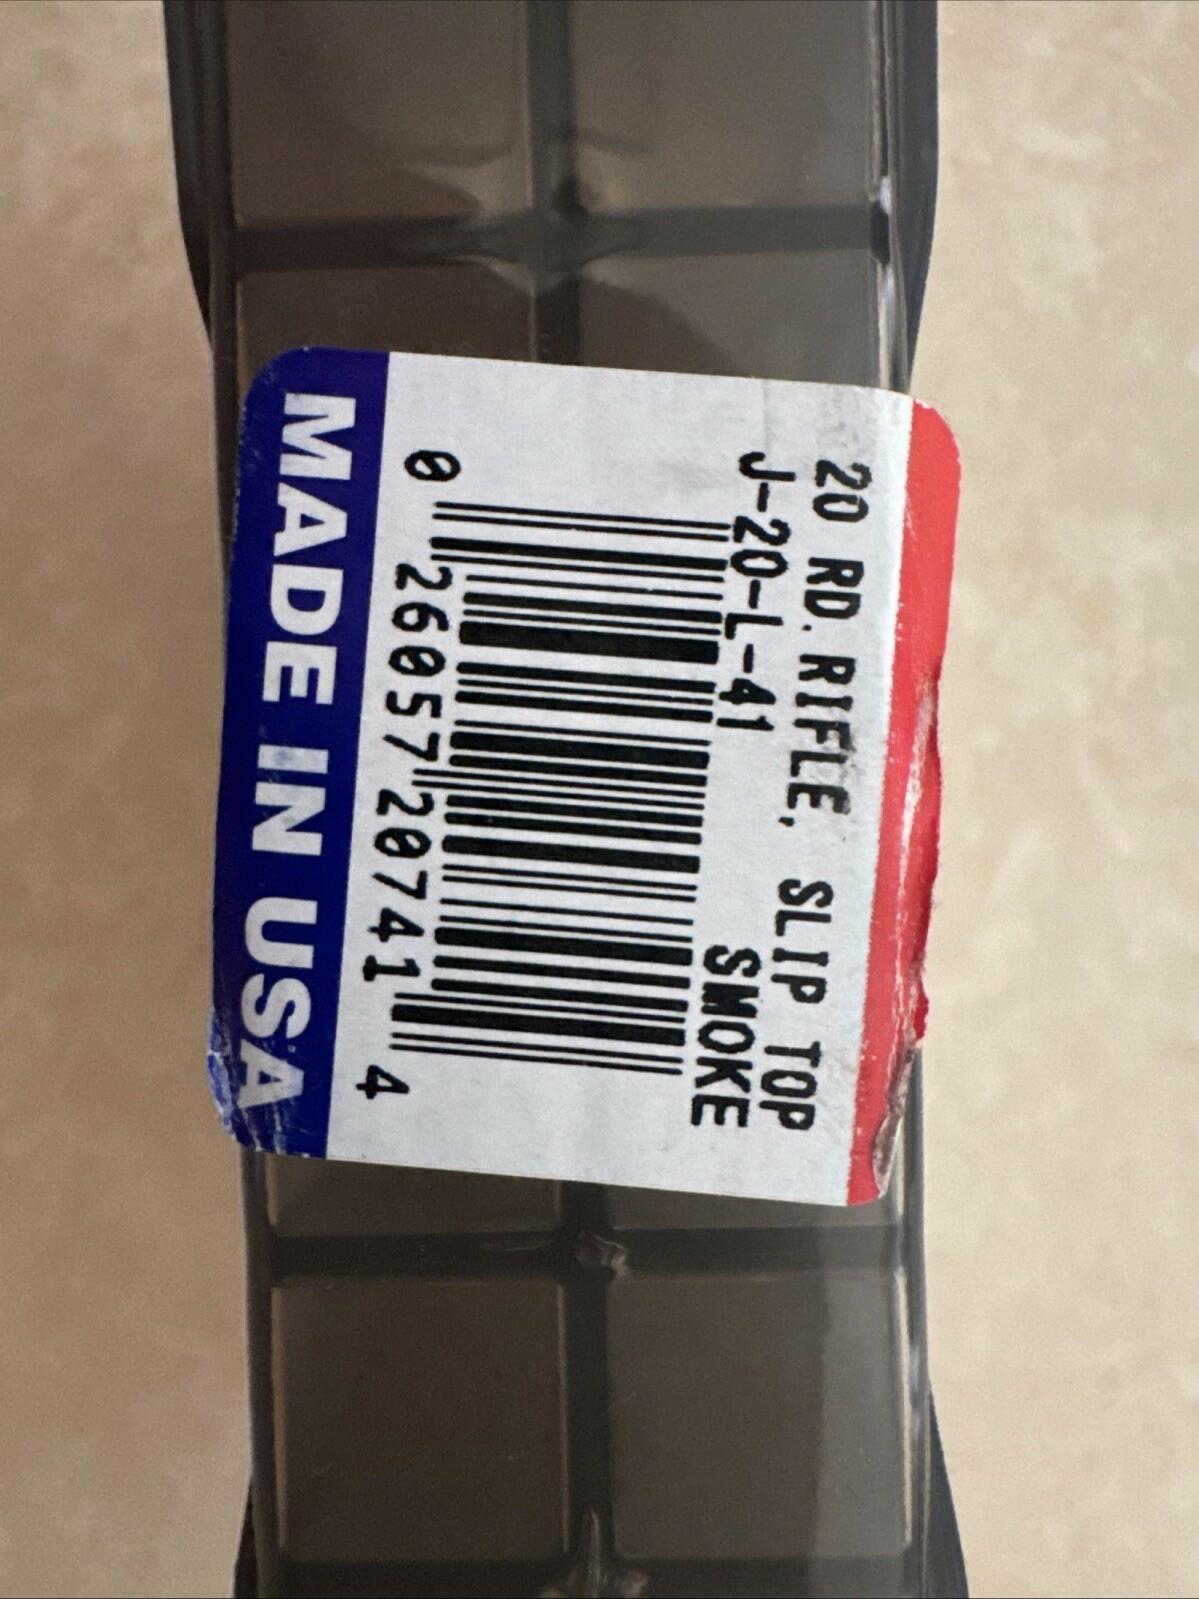 20 RD. RIFLE, SLIP TOP
J-20-L-41 SMOKE
0 26057 20741 4
MADE IN USA